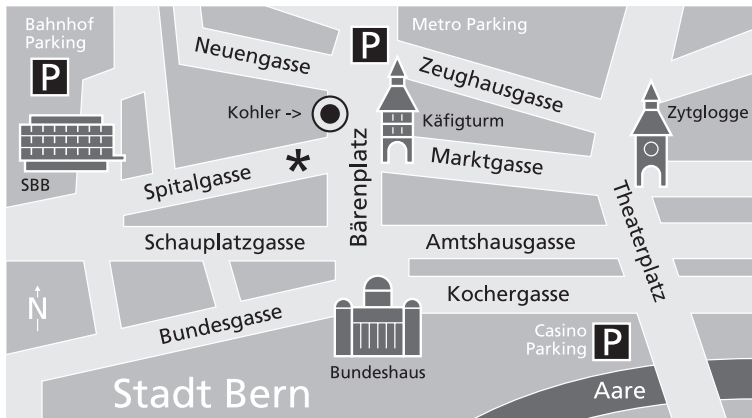 Bahnhof
Parking
P
Neuengasse
P
Metro Parking
Zeughausgasse
Kohler ->
Käfigturm
Zytglogge
SBB
Spitalgasse
*
Bärenplatz
Marktgasse
Schauplatzgasse
Amtshausgasse
Theaterplatz
N
Bundesgasse
Kochergasse
Bundeshaus
Casino
Parking
P
Stadt Bern
Aare